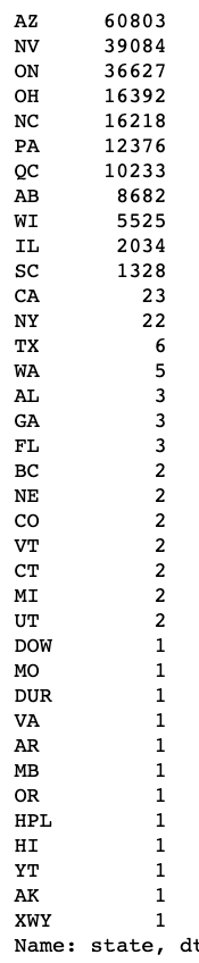 AZ 60803
NV 39084
ON 36627
OH 16392
NC 16218
PA 12376
QC 10233
AB 8682
WI 5525
IL 2034
SC 1328
CA 23
NY 22
TX 6
WA 5
AL 3
GA 3
FL 3
BC 2
NE 2
CO 2
VT 2
CT 2
MI 2
UT 2
DOW 1
MO 1
DUR 1
VA 1
AR 1
MB 1
OR 1
HPL 1
HI 1
YT 1
AK 1
XWY 1
Name: state, dt